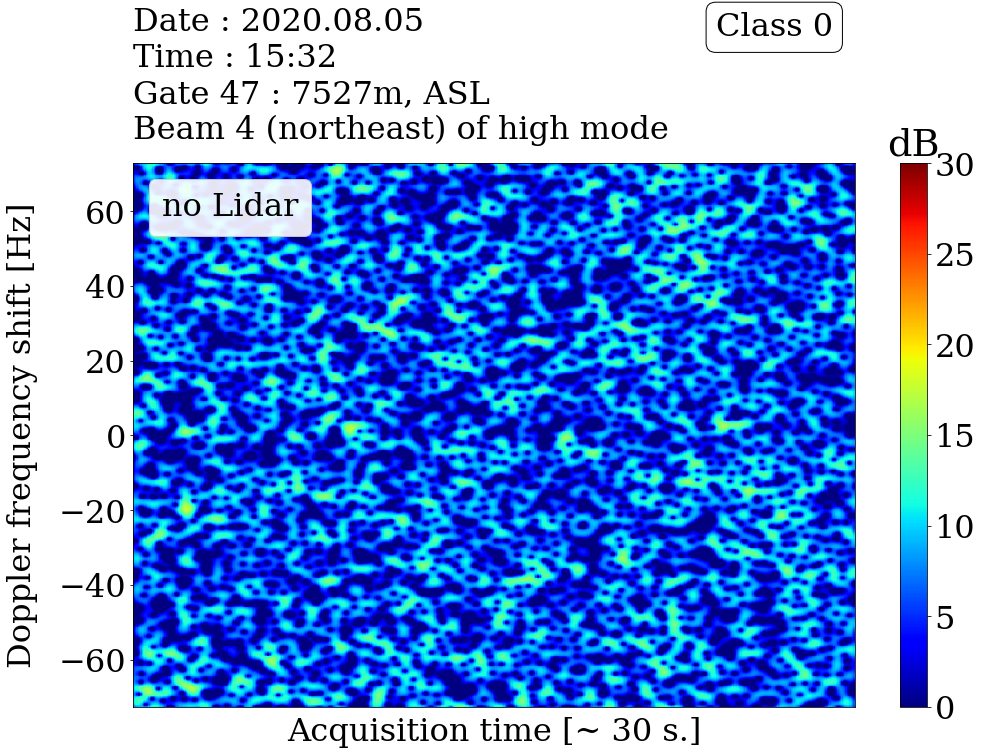 Date : 2020.08.05
Time : 15:32
Gate 47 : 7527m, ASL
Beam 4 (northeast) of high mode
Class 0
dB
no Lidar
Doppler frequency shift [Hz]
60
40
20
0
−20
−40
−60
Acquisition time [~ 30 s.]
30
25
20
15
10
5
0